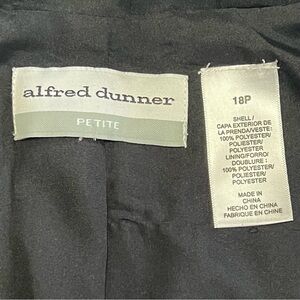 alfred dunner
PETITE
18P
SHELL/
CAPA EXTERIOR DE
LA PRENDA/VESTE:
100% POLYESTER/
POLIESTER/
POLYESTER
LINING/FORRO/
DOUBLURE :
100% POLYESTER/
POLIESTER/
POLYESTER
MADE IN
CHINA
HECHO EN CHINA
FABRIQUE EN CHINE